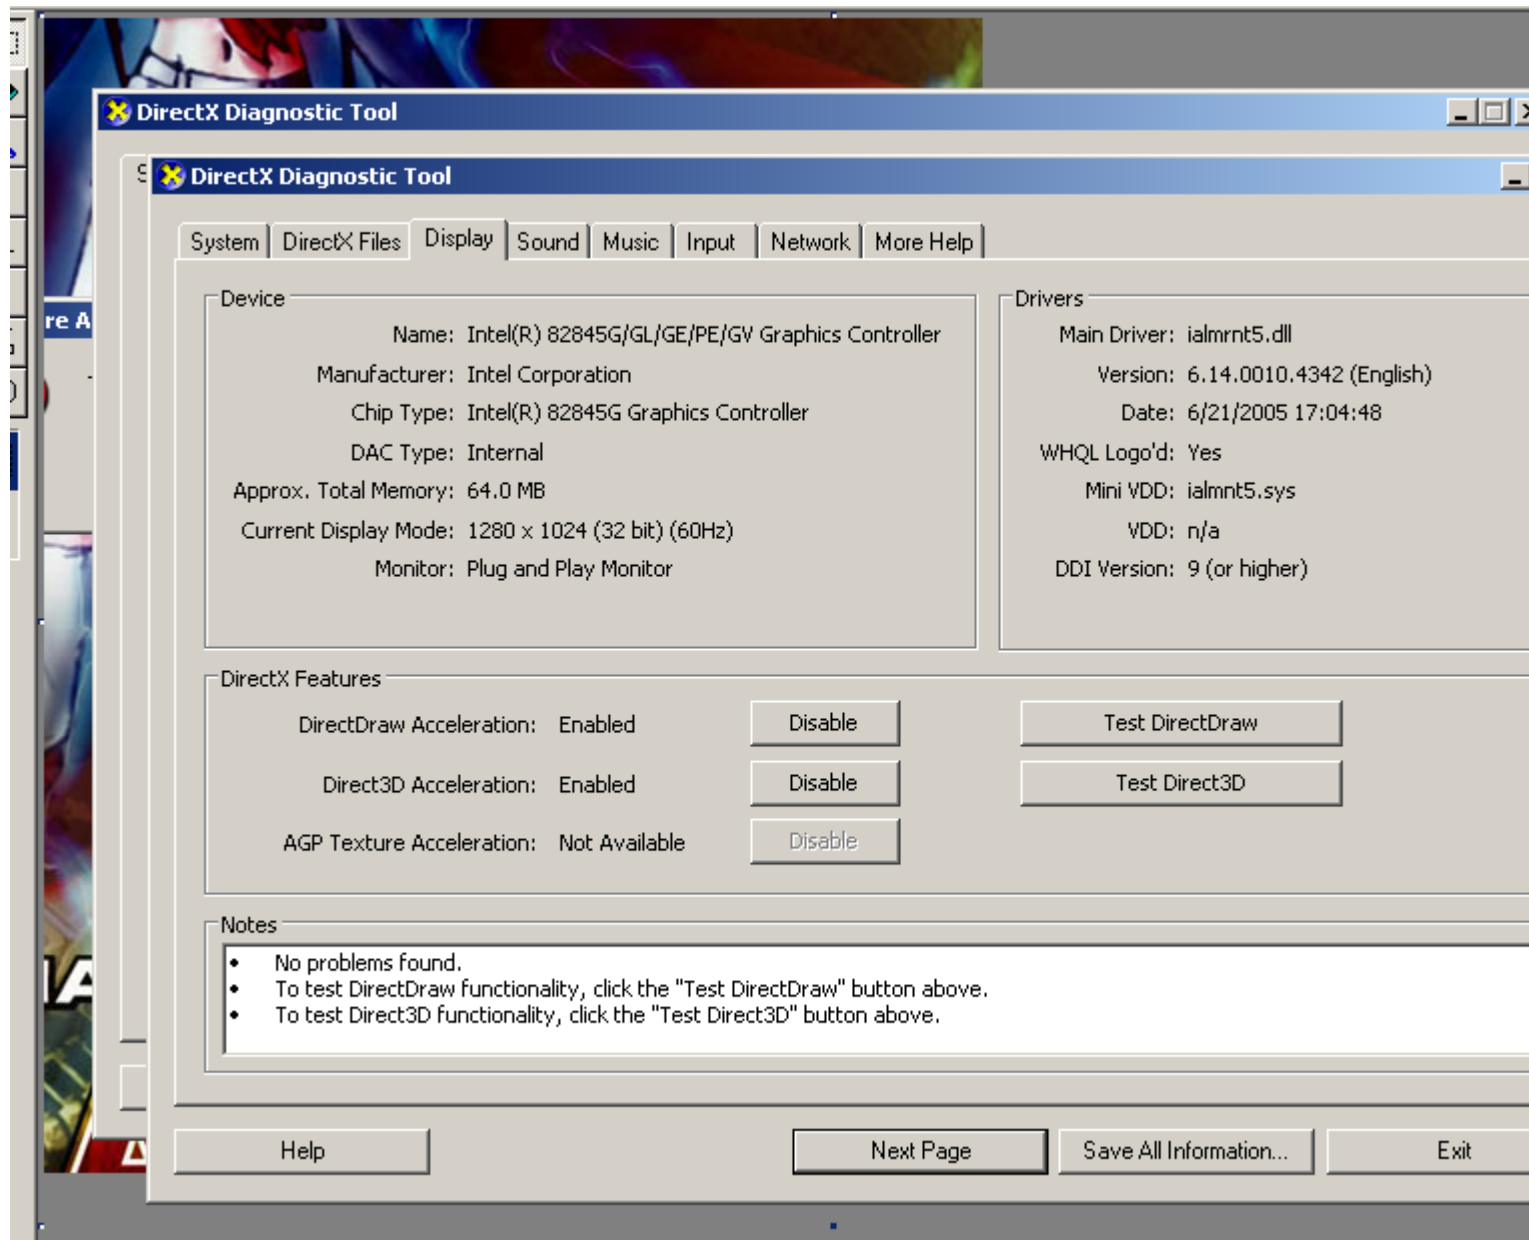 DirectX Diagnostic Tool
DirectX Diagnostic Tool
re A
System DirectX Files Display Sound Music Input Network More Help
Device
Name: Intel(R) 82845G/GL/GE/PE/GV Graphics Controller
Manufacturer: Intel Corporation
Chip Type: Intel(R) 82845G Graphics Controller
DAC Type: Internal
Approx. Total Memory: 64.0 MB
Current Display Mode: 1280 x 1024 (32 bit) (60Hz)
Monitor: Plug and Play Monitor
Drivers
Main Driver: ialmrnt5.dll
Version: 6.14.0010.4342 (English)
Date: 6/21/2005 17:04:48
WHQL Logo'd: Yes
Mini VDD: ialmnt5.sys
VDD: n/a
DDI Version: 9 (or higher)
DirectX Features
DirectDraw Acceleration: Enabled Disable Test DirectDraw
Direct3D Acceleration: Enabled Disable Test Direct3D
AGP Texture Acceleration: Not Available Disable
Notes
• No problems found.
• To test DirectDraw functionality, click the "Test DirectDraw" button above.
• To test Direct3D functionality, click the "Test Direct3D" button above.
Help Next Page Save All Information... Exit